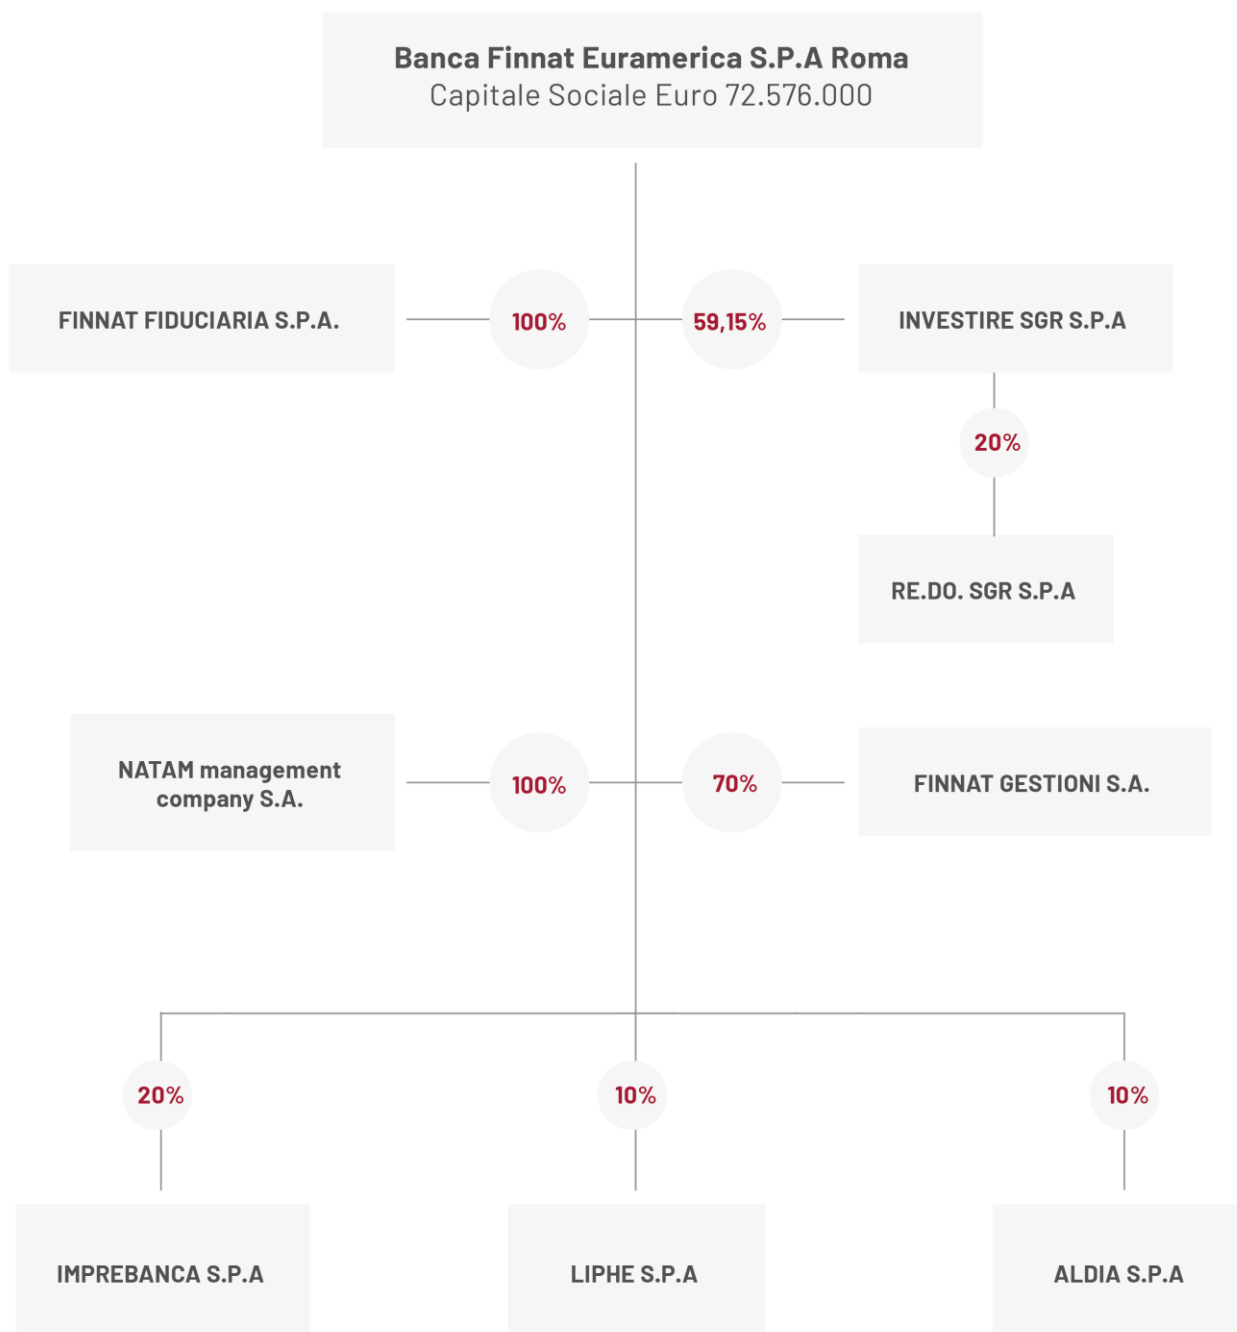 Banca Finnat Euramerica S.P.A Roma
Capitale Sociale Euro 72.576.000
FINNAT FIDUCIARIA S.P.A.
100%
59,15%
INVESTIRE SGR S.P.A
20%
RE.DO. SGR S.P.A
NATAM management
company S.A.
100%
70%
FINNAT GESTIONI S.A.
20%
10%
10%
IMPREBANCA S.P.A
LIPHE S.P.A
ALDIA S.P.A